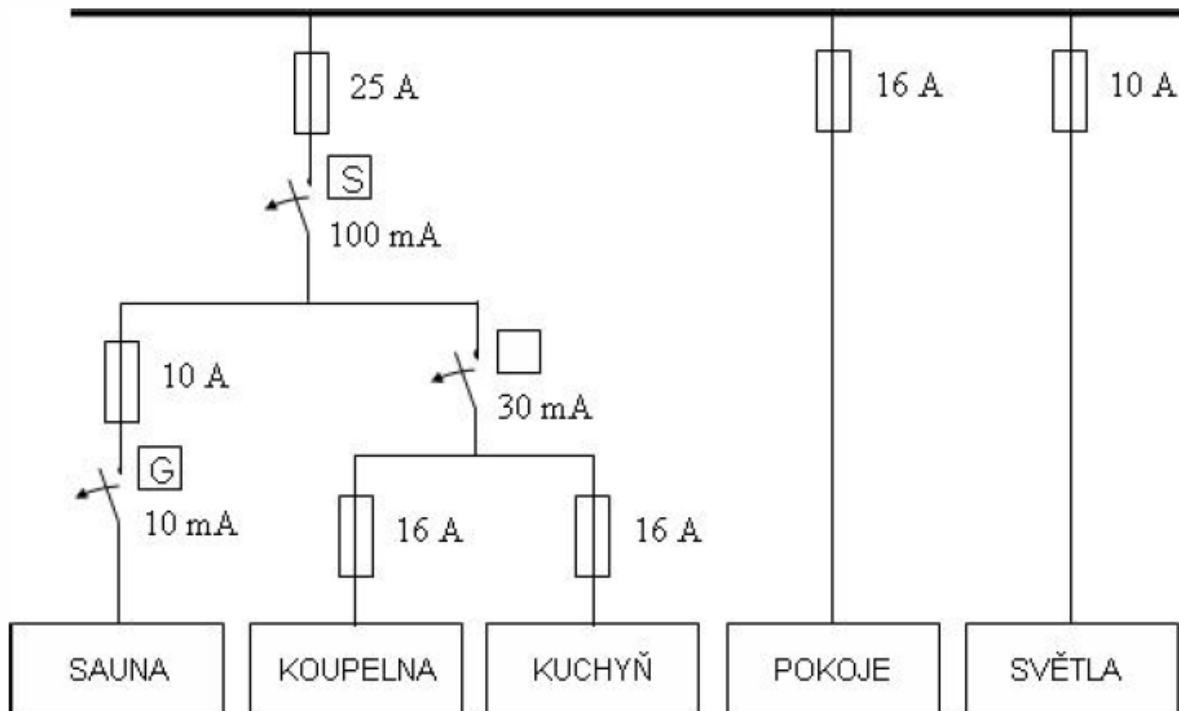 25 A
16 A
10 A
S
100 mA
10 A
30 mA
G
10 mA
16 A
16 A
SAUNA
KOUPELNA
KUCHYŇ
POKOJE
SVĚTLA